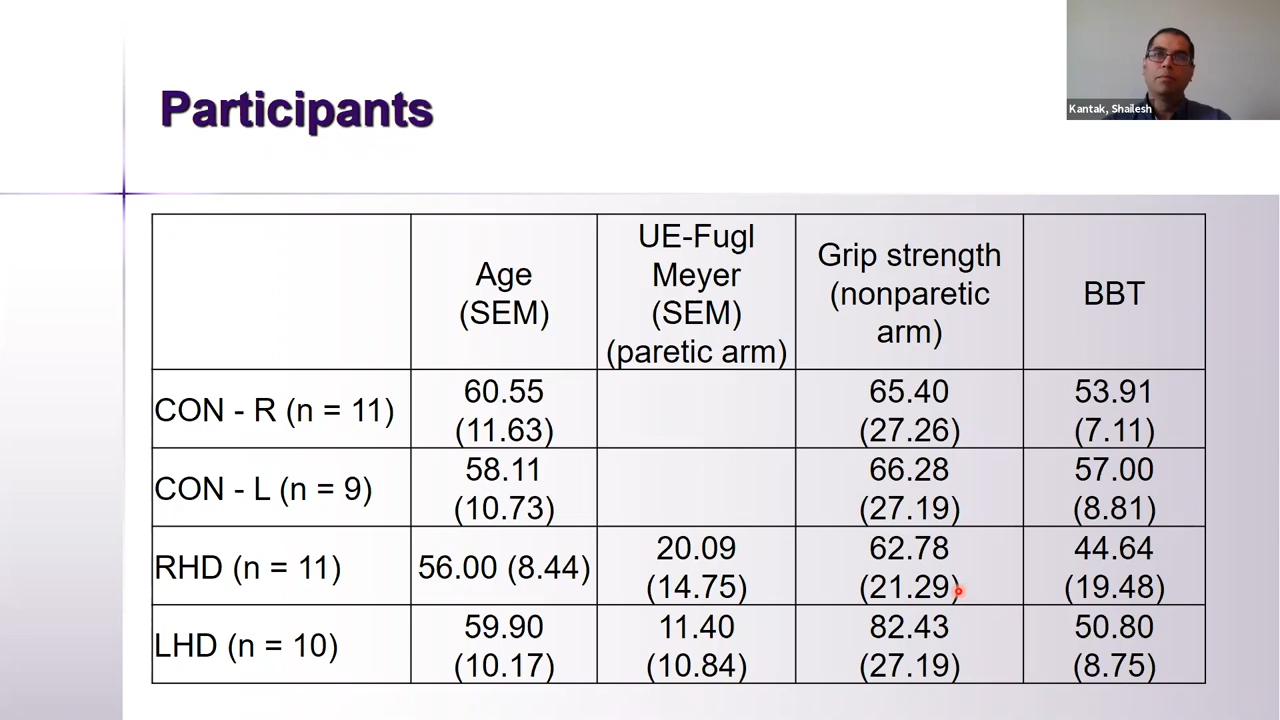 Kantak, Shailesh
Participants
Age
(SEM)
UE-Fugl
Meyer
(SEM)
(paretic arm)
Grip strength
(nonparetic
arm)
BBT
CON - R (n = 11)
60.55
(11.63)
65.40
(27.26)
53.91
(7.11)
CON - L (n = 9)
58.11
(10.73)
66.28
(27.19)
57.00
(8.81)
RHD (n = 11)
56.00 (8.44)
20.09
(14.75)
62.78
(21.29)
44.64
(19.48)
LHD (n = 10)
59.90
(10.17)
11.40
(10.84)
82.43
(27.19)
50.80
(8.75)